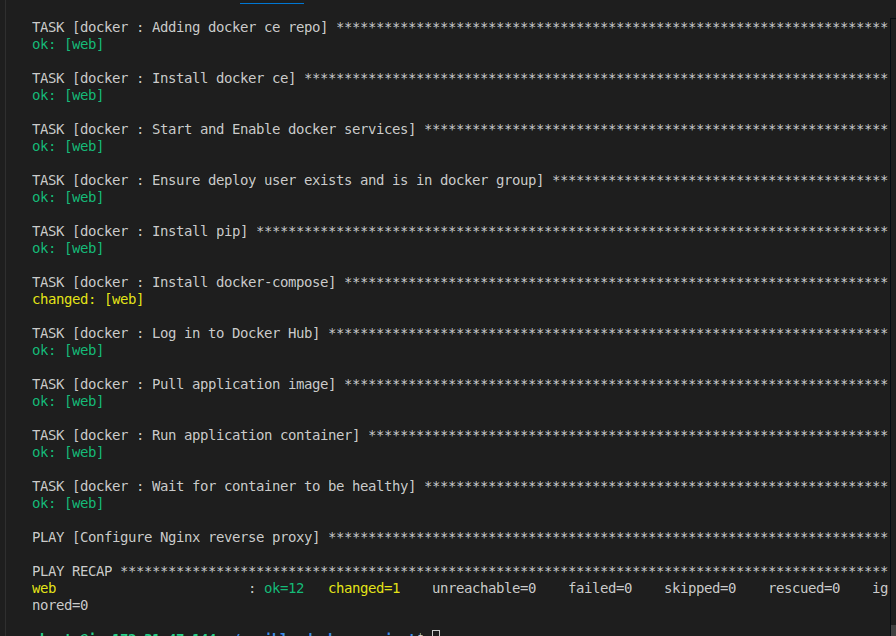 TASK [docker : Adding docker ce repo] *********************************************************************
ok: [web]
TASK [docker : Install docker ce] *************************************************************************
ok: [web]
TASK [docker : Start and Enable docker services] **********************************************************
ok: [web]
TASK [docker : Ensure deploy user exists and is in docker group] ******************************************
ok: [web]
TASK [docker : Install pip] *******************************************************************************
ok: [web]
TASK [docker : Install docker-compose] ********************************************************************
changed: [web]
TASK [docker : Log in to Docker Hub] **********************************************************************
ok: [web]
TASK [docker : Pull application image] ********************************************************************
ok: [web]
TASK [docker : Run application container] *****************************************************************
ok: [web]
TASK [docker : Wait for container to be healthy] **********************************************************
ok: [web]
PLAY [Configure Nginx reverse proxy] **********************************************************************
PLAY RECAP ************************************************************************************************
web                        : ok=12   changed=1    unreachable=0    failed=0    skipped=0    rescued=0    ig
nored=0